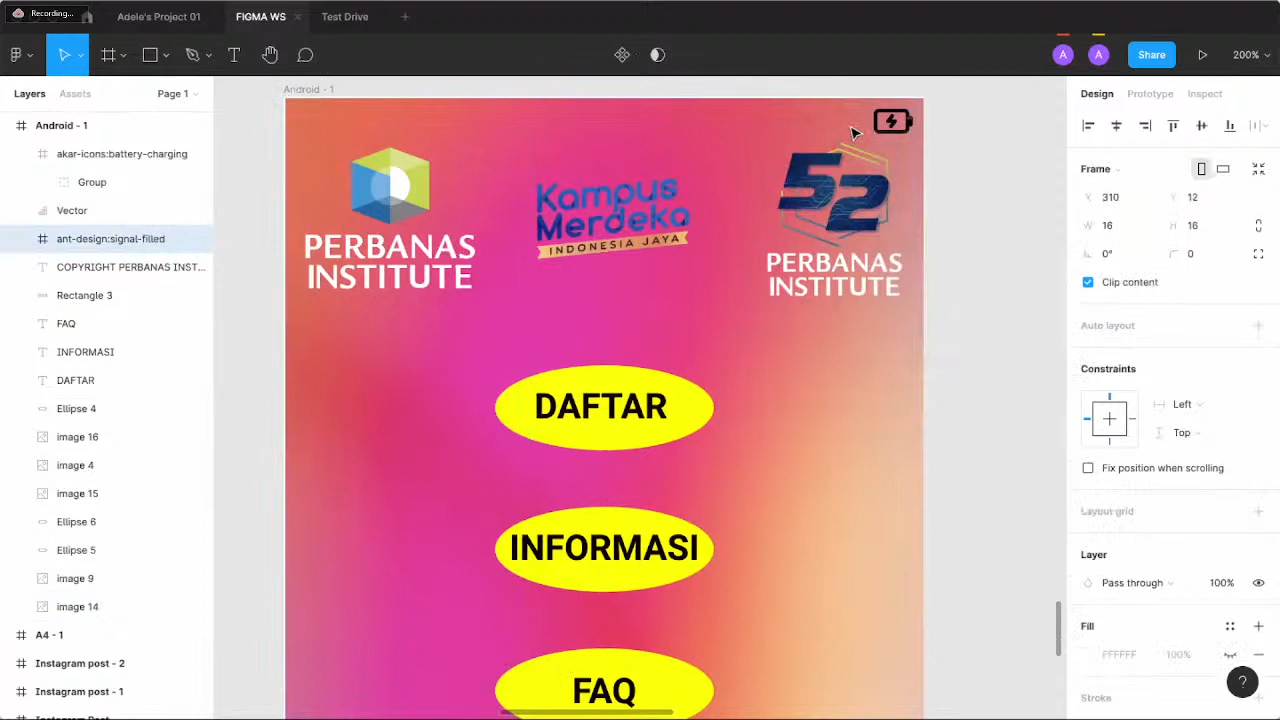 Recording...
Adele's Project 01
FIGMA WS
Test Drive
A
A
Share
200%
Layers
Assets
Page 1
Android - 1
akar-icons:battery-charging
Group
Vector
ant-design:signal-filled
COPYRIGHT PERBANAS INST...
Rectangle 3
FAQ
INFORMASI
DAFTAR
Ellipse 4
image 16
image 4
image 15
Ellipse 6
Ellipse 5
image 9
image 14
A4 - 1
Instagram post - 2
Instagram post - 1
Android - 1
PERBANAS
INSTITUTE
Kampus
Merdeka
INDONESIA JAYA
52
PERBANAS
INSTITUTE
DAFTAR
INFORMASI
FAQ
Design
Prototype
Inspect
Frame
X 310
Y 12
W 16
H 16
0°
0
Clip content
Auto layout
Constraints
Left
Top
Fix position when scrolling
Layout grid
Layer
Pass through
100%
Fill
FFFFFF
100%
Stroke
?